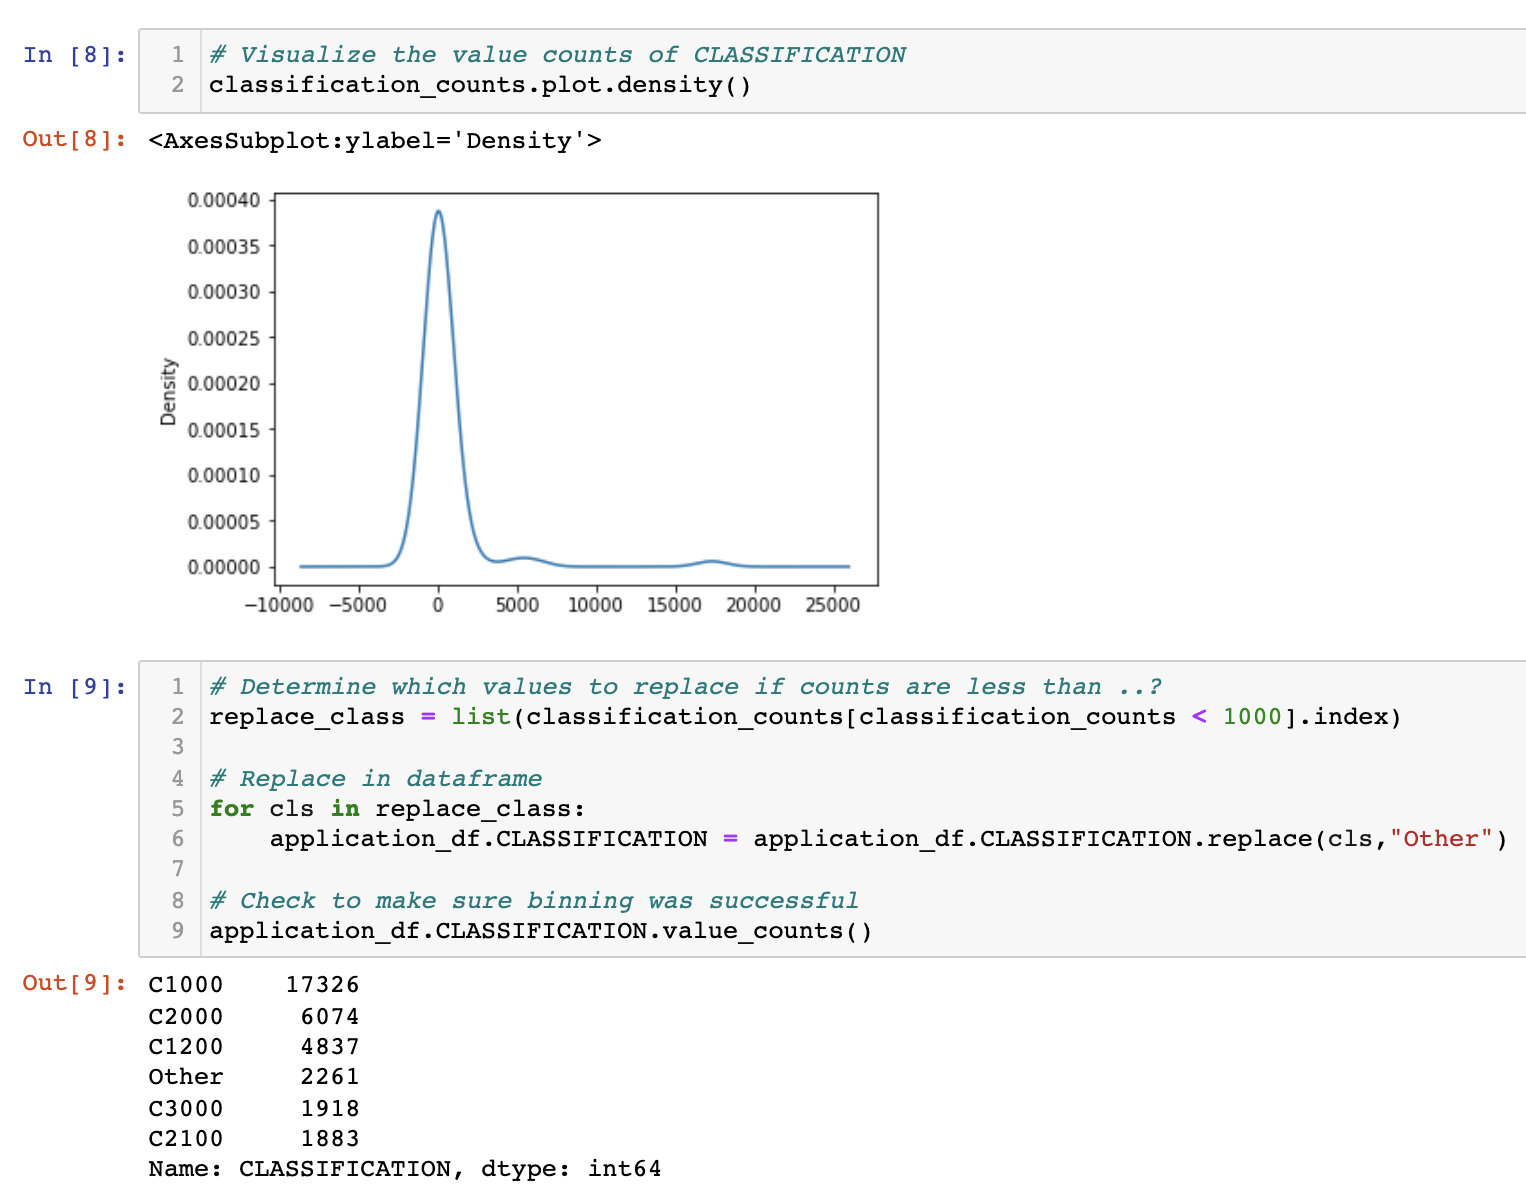 In [8]:
1 # Visualize the value counts of CLASSIFICATION
2 classification_counts.plot.density()
Out[8]: <AxesSubplot:ylabel='Density'>
0.00040
0.00035
0.00030
0.00025
0.00020
0.00015
0.00010
0.00005
0.00000
Density
−10000 −5000 0 5000 10000 15000 20000 25000
In [9]:
1 # Determine which values to replace if counts are less than ..?
2 replace_class = list(classification_counts[classification_counts < 1000].index)
3
4 # Replace in dataframe
5 for cls in replace_class:
6     application_df.CLASSIFICATION = application_df.CLASSIFICATION.replace(cls,"Other")
7
8 # Check to make sure binning was successful
9 application_df.CLASSIFICATION.value_counts()
Out[9]:
C1000    17326
C2000     6074
C1200     4837
Other     2261
C3000     1918
C2100     1883
Name: CLASSIFICATION, dtype: int64